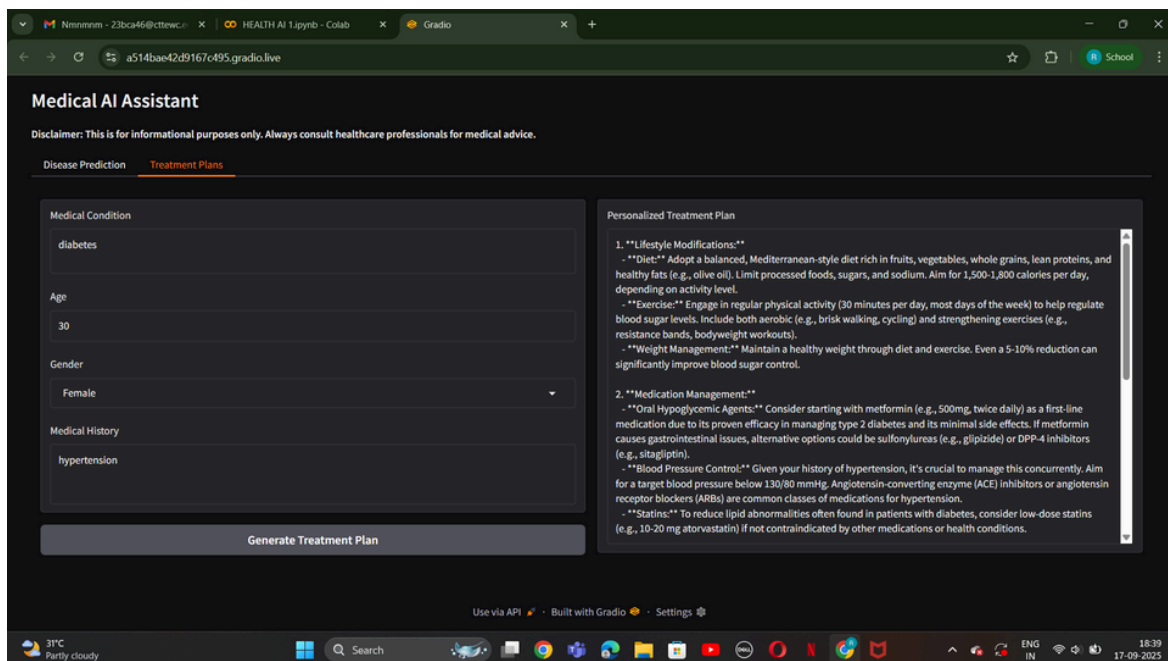 Nmnmnm - 23bca46@cttewc.e
HEALTH AI 1.ipynb - Colab
Gradio
a514bae42d9167c495.gradio.live
R School
Medical AI Assistant
Disclaimer: This is for informational purposes only. Always consult healthcare professionals for medical advice.
Disease Prediction Treatment Plans
Medical Condition
diabetes
Age
30
Gender
Female
Medical History
hypertension
Generate Treatment Plan
Personalized Treatment Plan
1. **Lifestyle Modifications:**
- **Diet:** Adopt a balanced, Mediterranean-style diet rich in fruits, vegetables, whole grains, lean proteins, and
healthy fats (e.g., olive oil). Limit processed foods, sugars, and sodium. Aim for 1,500-1,800 calories per day,
depending on activity level.
- **Exercise:** Engage in regular physical activity (30 minutes per day, most days of the week) to help regulate
blood sugar levels. Include both aerobic (e.g., brisk walking, cycling) and strengthening exercises (e.g.,
resistance bands, bodyweight workouts).
- **Weight Management:** Maintain a healthy weight through diet and exercise. Even a 5-10% reduction can
significantly improve blood sugar control.
2. **Medication Management:**
- **Oral Hypoglycemic Agents:** Consider starting with metformin (e.g., 500mg, twice daily) as a first-line
medication due to its proven efficacy in managing type 2 diabetes and its minimal side effects. If metformin
causes gastrointestinal issues, alternative options could be sulfonylureas (e.g., glipizide) or DPP-4 inhibitors
(e.g., sitagliptin).
- **Blood Pressure Control:** Given your history of hypertension, it's crucial to manage this concurrently. Aim
for a target blood pressure below 130/80 mmHg. Angiotensin-converting enzyme (ACE) inhibitors or angiotensin
receptor blockers (ARBs) are common classes of medications for hypertension.
- **Statins:** To reduce lipid abnormalities often found in patients with diabetes, consider low-dose statins
(e.g., 10-20 mg atorvastatin) if not contraindicated by other medications or health conditions.
Use via API · Built with Gradio · Settings
31°C
Partly cloudy
Search
DELL
N
ENG
IN
18:39
17-09-2025